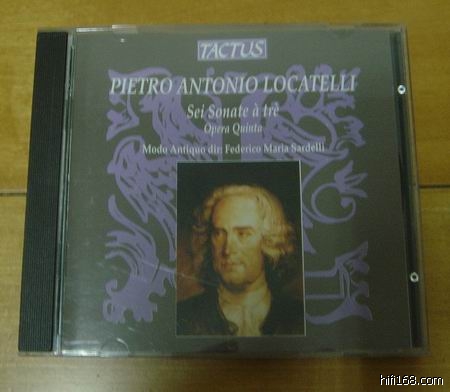 TACTUS
PIETRO ANTONIO LOCATELLI
Sei Sonate à trè
Opera Quinta
Modo Antiquo dir: Federico Maria Sardelli
hifi168.com